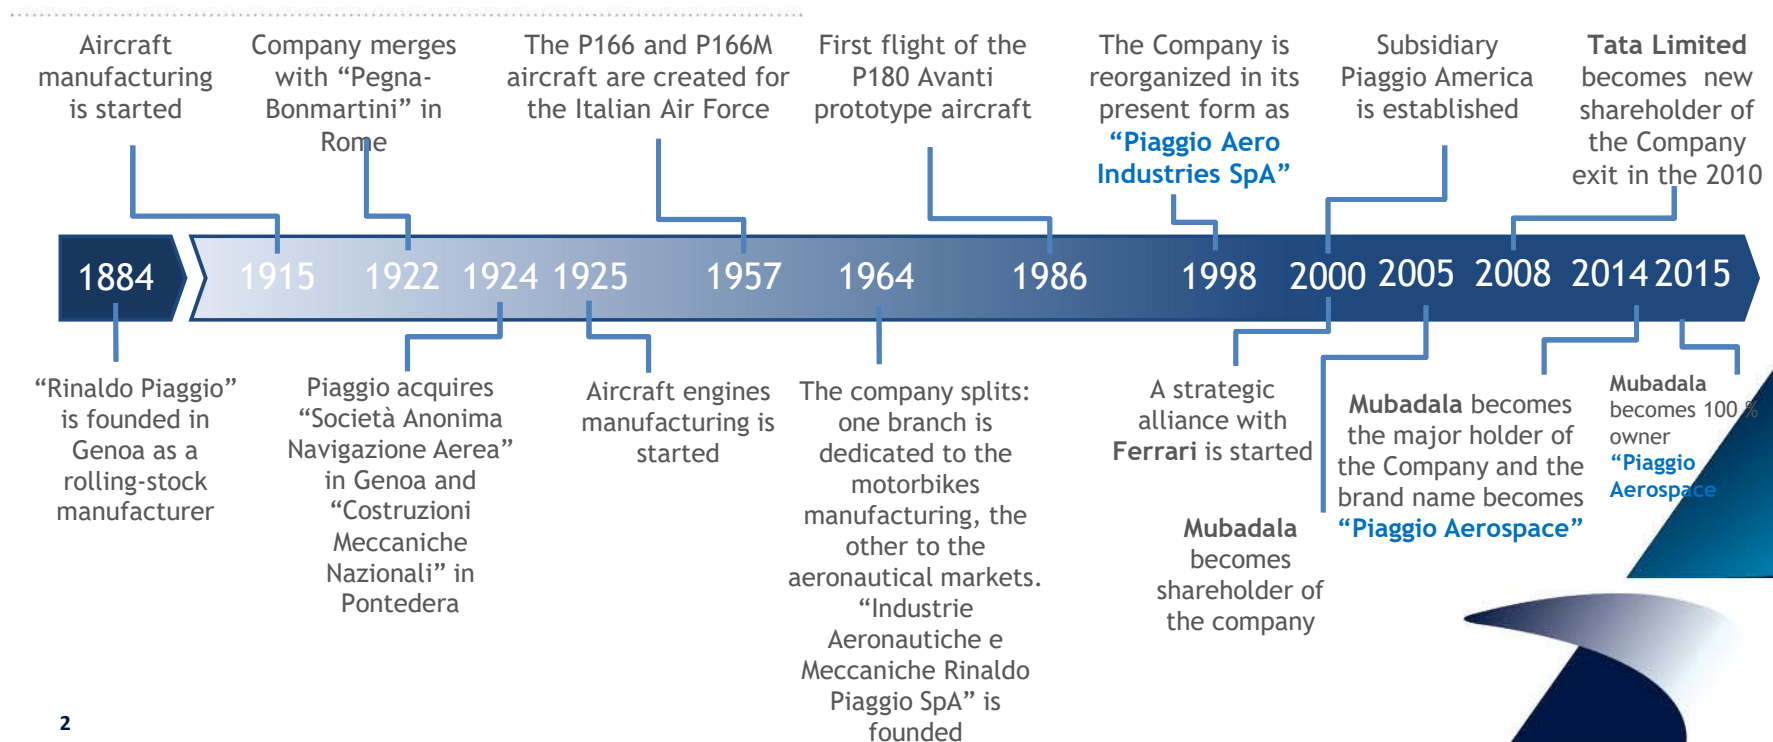 Aircraft
manufacturing
is started
Company merges
with “Pegna-
Bonmartini” in
Rome
The P166 and P166M
aircraft are created for
the Italian Air Force
First flight of the
P180 Avanti
prototype aircraft
The Company is
reorganized in its
present form as
“Piaggio Aero
Industries SpA”
Subsidiary
Piaggio America
is established
Tata Limited
becomes new
shareholder of
the Company
exit in the 2010
1884 1915 1922 1924 1925 1957 1964 1986 1998 2000 2005 2008 2014 2015
“Rinaldo Piaggio”
is founded in
Genoa as a
rolling-stock
manufacturer
Piaggio acquires
“Società Anonima
Navigazione Aerea”
in Genoa and
“Costruzioni
Meccaniche
Nazionali” in
Pontedera
Aircraft engines
manufacturing is
started
The company splits:
one branch is
dedicated to the
motorbikes
manufacturing, the
other to the
aeronautical markets.
“Industrie
Aeronautiche e
Meccaniche Rinaldo
Piaggio SpA” is
founded
A strategic
alliance with
Ferrari is started
Mubadala
becomes
shareholder of
the company
Mubadala becomes
the major holder of
the Company and the
brand name becomes
“Piaggio Aerospace”
Mubadala
becomes 100 %
owner
“Piaggio
Aerospace
2